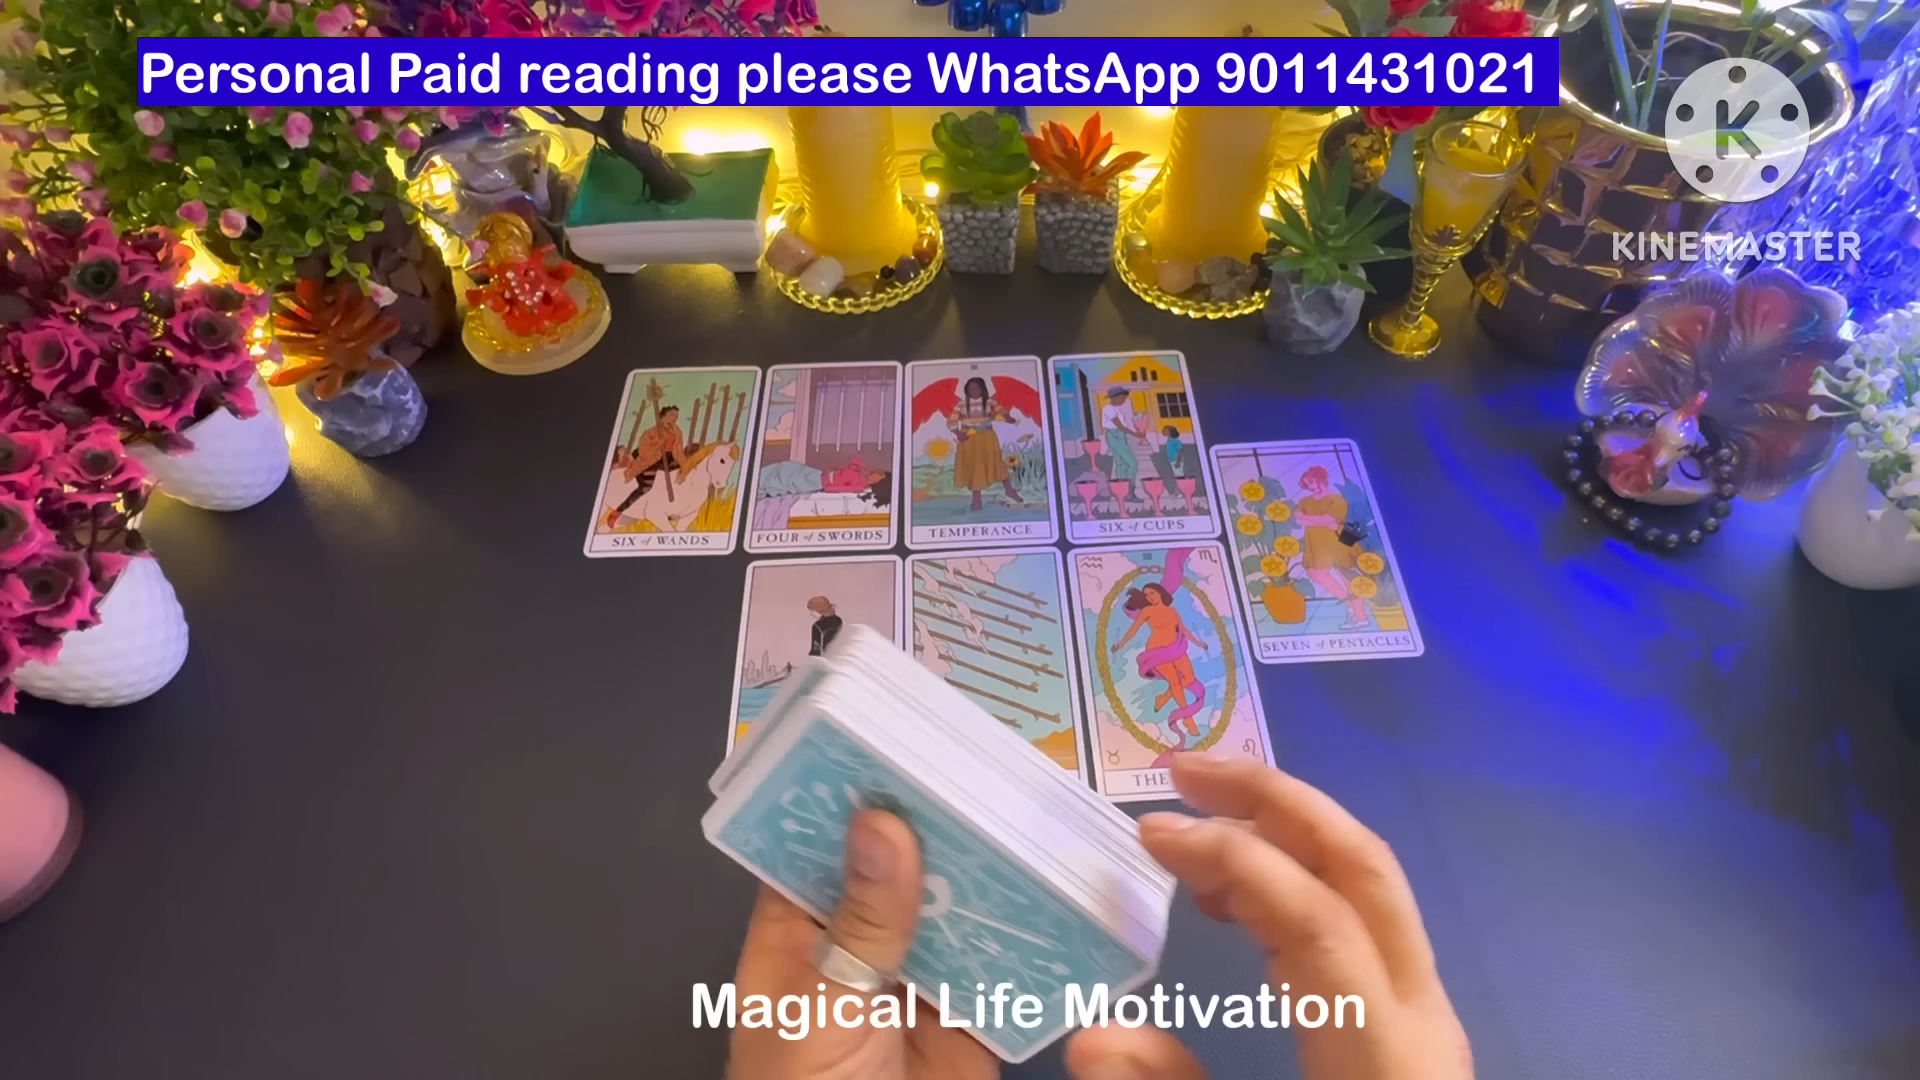 Personal Paid reading please WhatsApp 9011431021
K
KINEMASTER
SIX of WANDS
FOUR of SWORDS
TEMPERANCE
SIX of CUPS
SEVEN of PENTACLES
THE
Magical Life Motivation